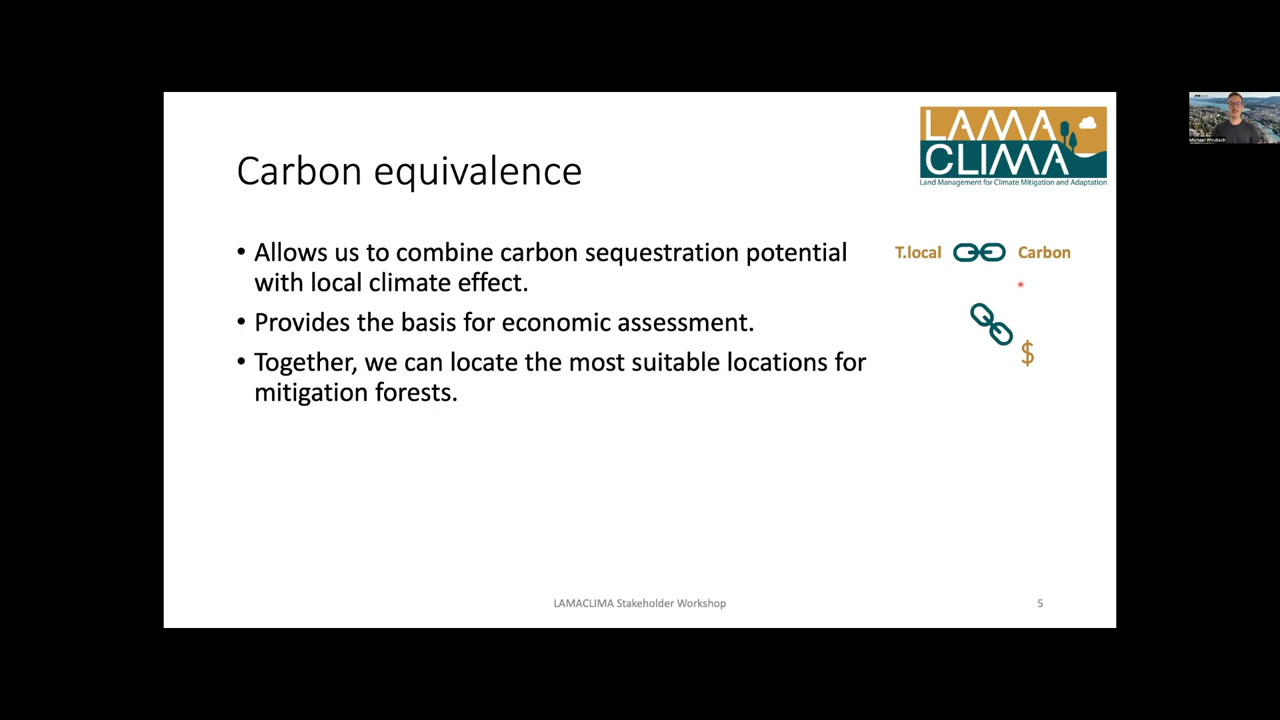 LAMA
CLIMA
Land Management for Climate Mitigation and Adaptation
Carbon equivalence
• Allows us to combine carbon sequestration potential
with local climate effect.
• Provides the basis for economic assessment.
• Together, we can locate the most suitable locations for
mitigation forests.
T.local Carbon
$
LAMACLIMA Stakeholder Workshop
5
Michael Windisch